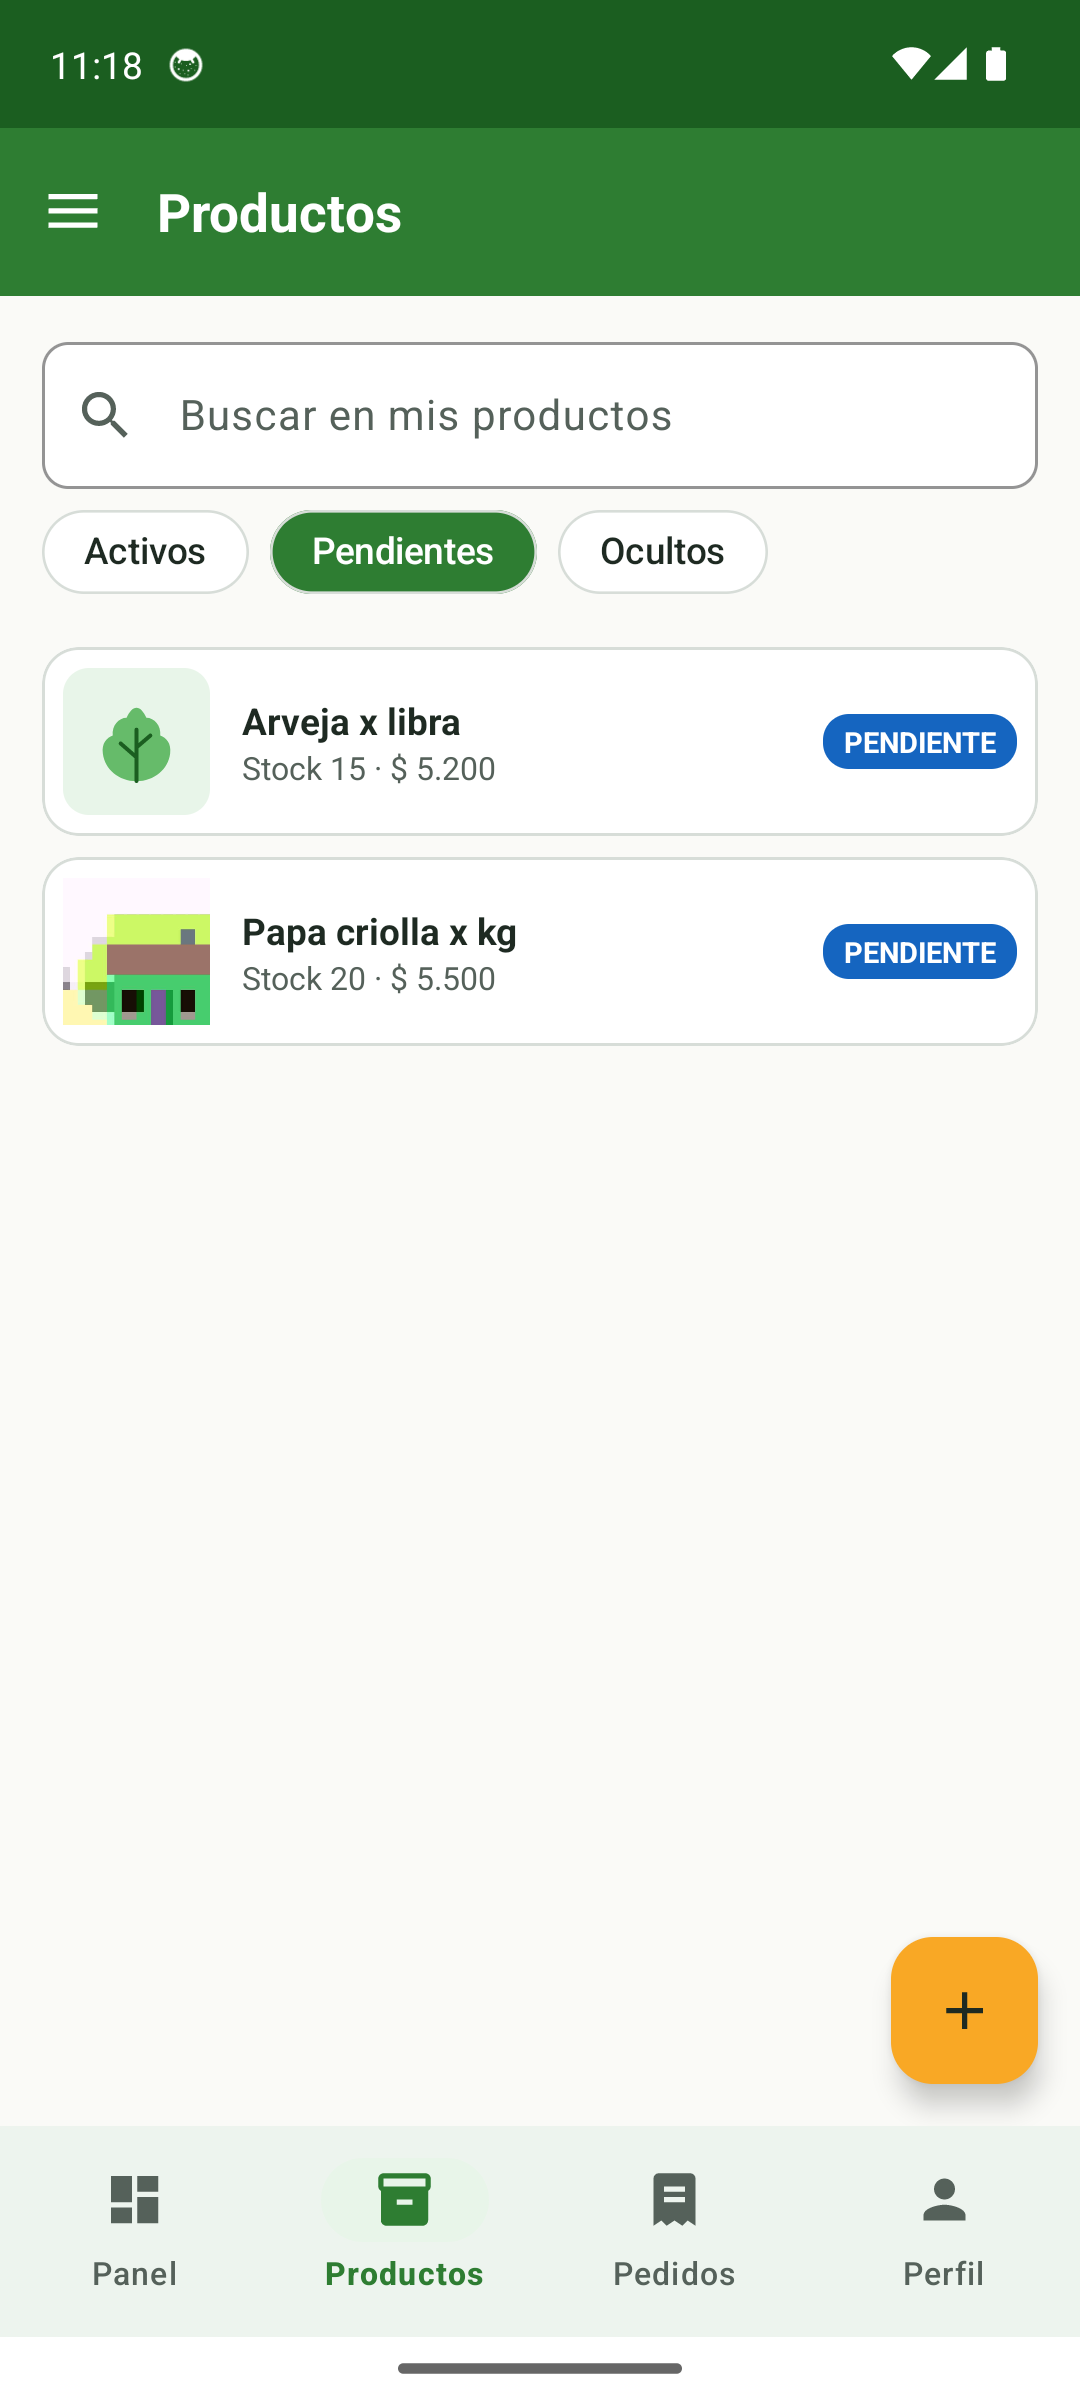 11:18
Productos
Buscar en mis productos
Activos
Pendientes
Ocultos
Arveja x libra
Stock 15 · $ 5.200
PENDIENTE
Papa criolla x kg
Stock 20 · $ 5.500
PENDIENTE
+
Panel
Productos
Pedidos
Perfil